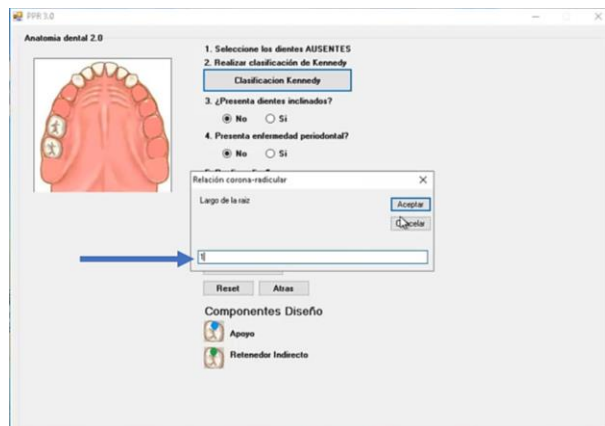 PPR 3.0
Anatomia dental 2.0
1. Seleccione los dientes AUSENTES
2. Realizar clasificación de Kennedy
Clasificacion Kennedy
3. ¿Presenta dientes inclinados?
No Si
4. Presenta enfermedad periodontal?
No Si
Relación corona-radicular
Largo de la raiz
Aceptar
Cancelar
1
Reset Atras
Componentes Diseño
Apoyo
Retenedor Indirecto